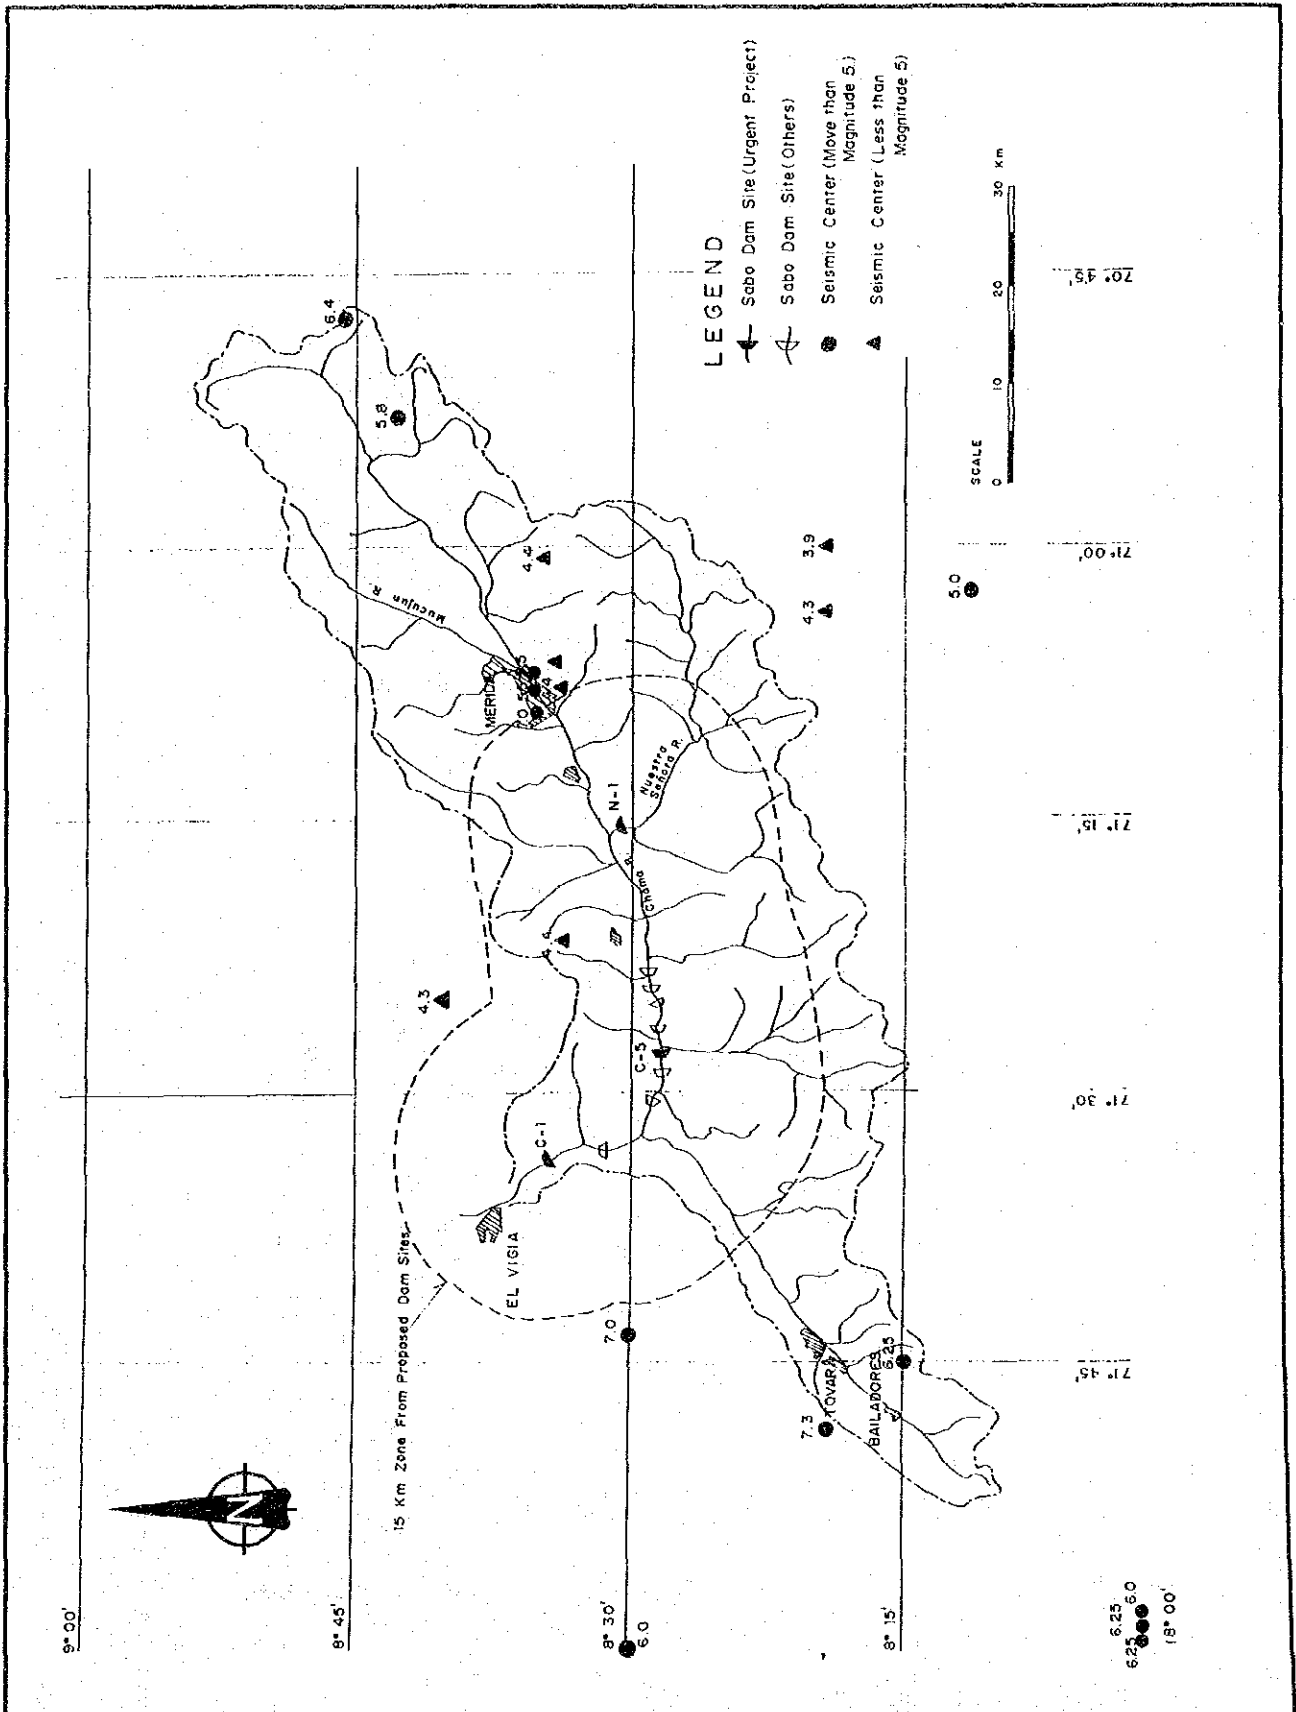 9° 00'
8° 45'
8° 30'
8° 15'
18° 00'
N
15 Km Zone From Proposed Dam Sites
EL VIGIA
MERIDA
TOVAR
BAILADORES
Mucujun R.
Nuestra
Senora R.
Chama R.
C-1
C-5
N-1
6.4
5.8
4.4
4.3
3.9
4.3
5.0
7.0
7.3
6.25
6.0
6.25
6.25
6.0
71° 45'
71° 30'
71° 15'
71° 00'
70° 45'
LEGEND
Sabo Dam Site (Urgent Project)
Sabo Dam Site (Others)
Seismic Center (Move than
Magnitude 5.)
Seismic Center (Less than
Magnitude 5)
SCALE
0 10 20 30 Km